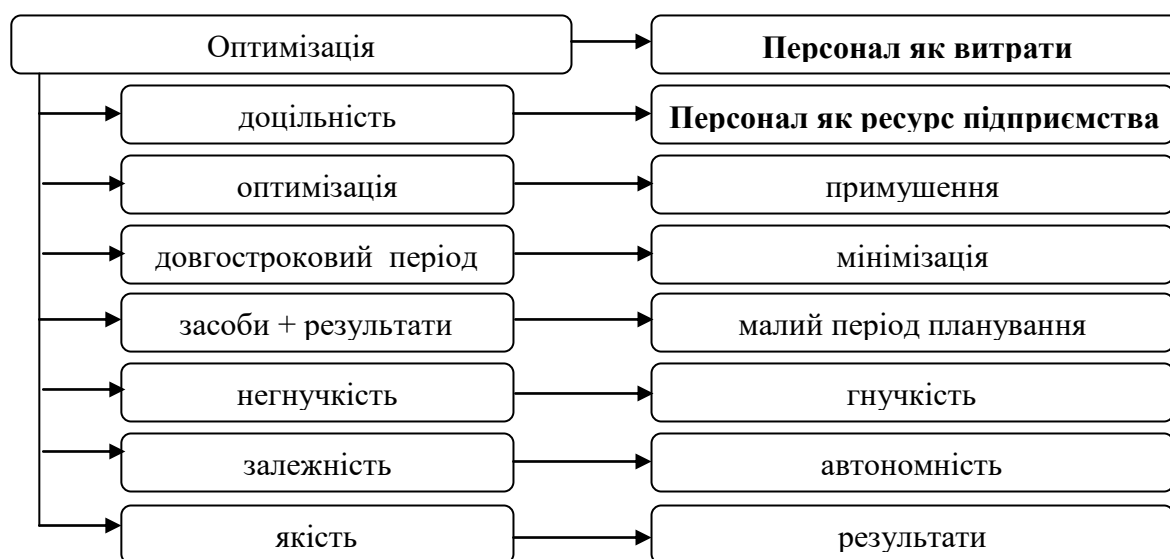 Оптимізація
Персонал як витрати
доцільність
Персонал як ресурс підприємства
оптимізація
примушення
довгостроковий період
мінімізація
засоби + результати
малий період планування
негнучкість
гнучкість
залежність
автономність
якість
результати